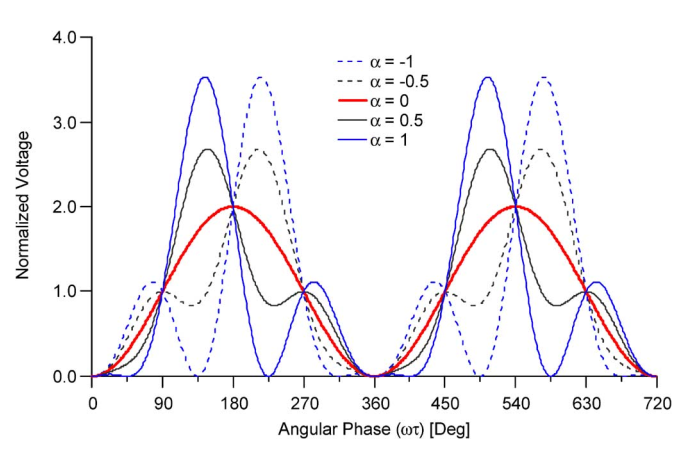 4.0
3.0
2.0
1.0
0.0
Normalized Voltage
α = -1
α = -0.5
α = 0
α = 0.5
α = 1
0 90 180 270 360 450 540 630 720
Angular Phase (ωτ) [Deg]